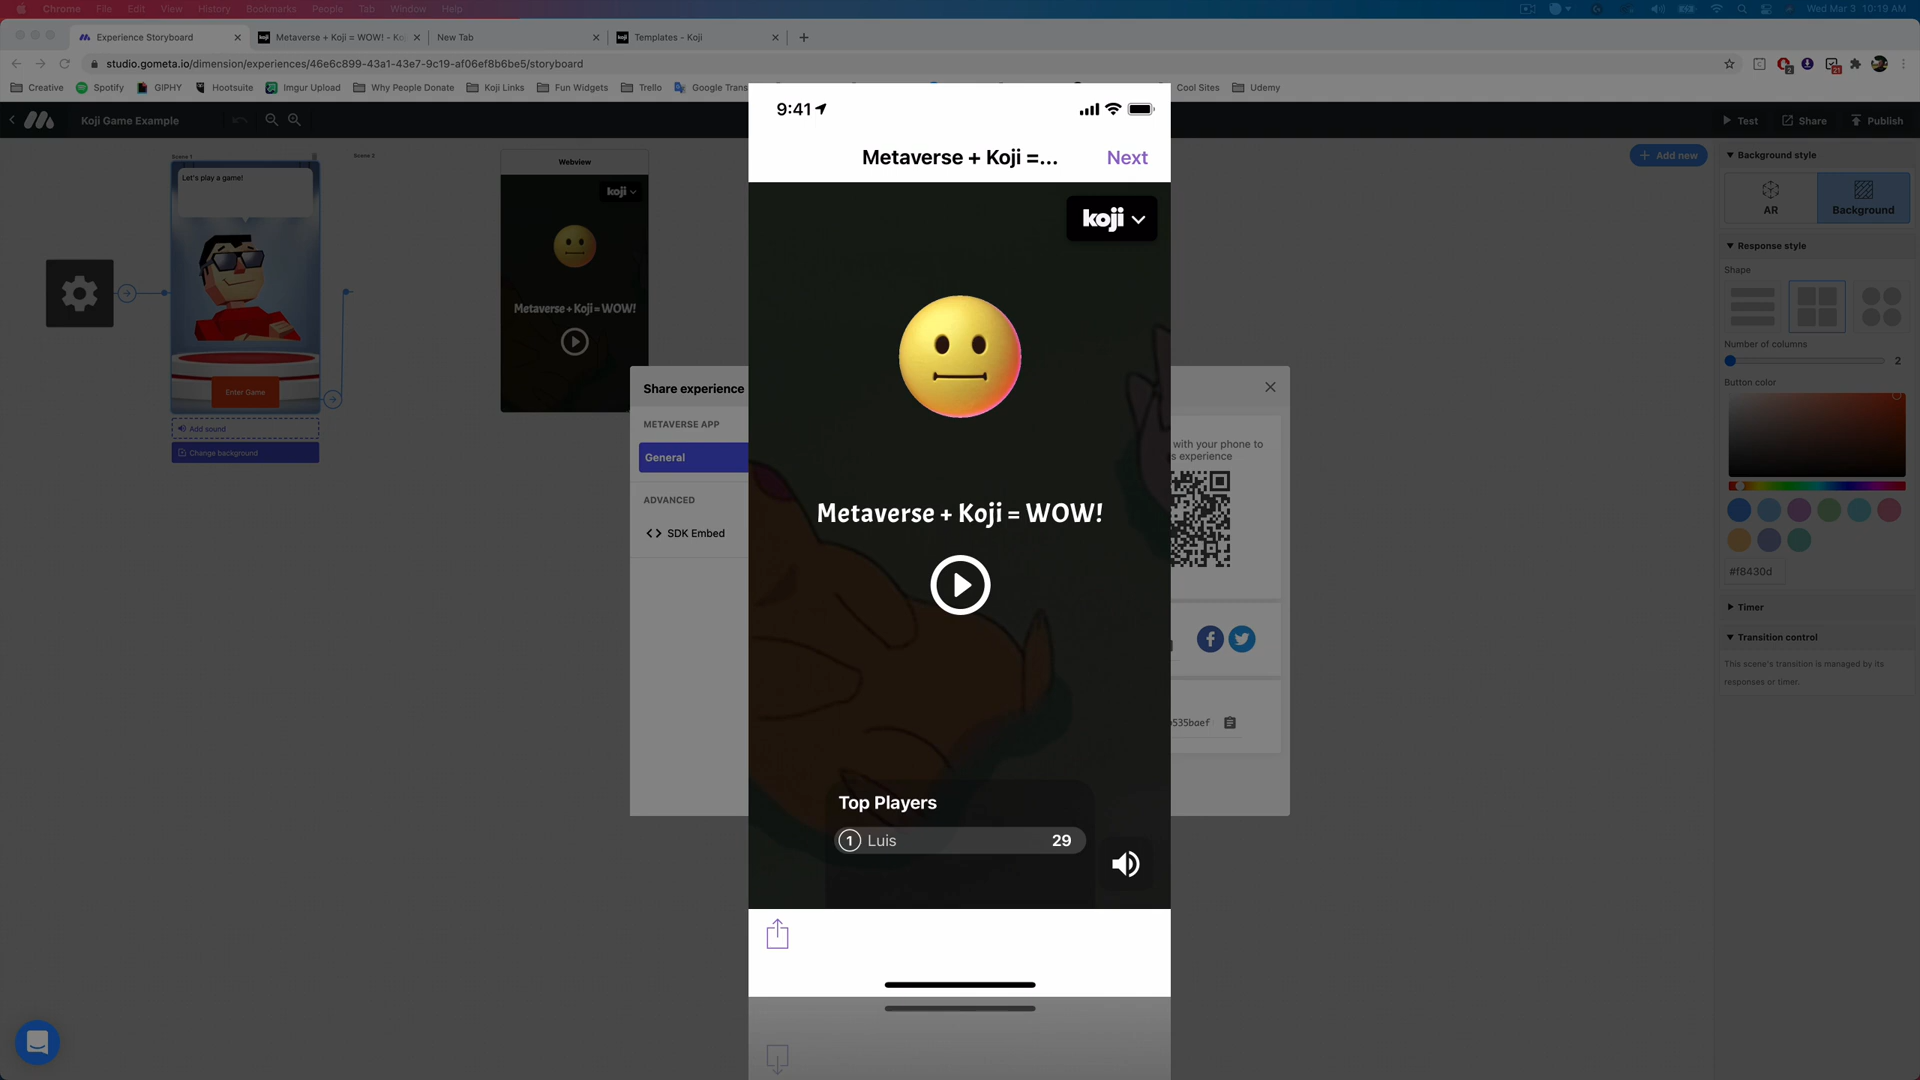 Chrome File Edit View History Bookmarks People Tab Window Help
Wed Mar 3 10:19 AM
Experience Storyboard
Metaverse + Koji = WOW! - Ko
New Tab
Templates - Koji
studio.gometa.io/dimension/experiences/46e6c899-43a1-43e7-9c19-af06ef8b6be5/storyboard
Creative Spotify GIPHY Hootsuite Imgur Upload Why People Donate Koji Links Fun Widgets Trello Google Trans Cool Sites Udemy
Koji Game Example
Test Share Publish
Scene 1
Scene 2
Let's play a game!
Enter Game
Add sound
Change background
Webview
koji
Metaverse + Koji = WOW!
Add new
Share experience
METAVERSE APP
General
ADVANCED
SDK Embed
9:41
Metaverse + Koji =...
Next
koji
Metaverse + Koji = WOW!
Top Players
1 Luis 29
with your phone to
s experience
535baef
Background style
AR
Background
Response style
Shape
Number of columns
2
Button color
#f8430d
Timer
Transition control
This scene's transition is managed by its
responses or timer.